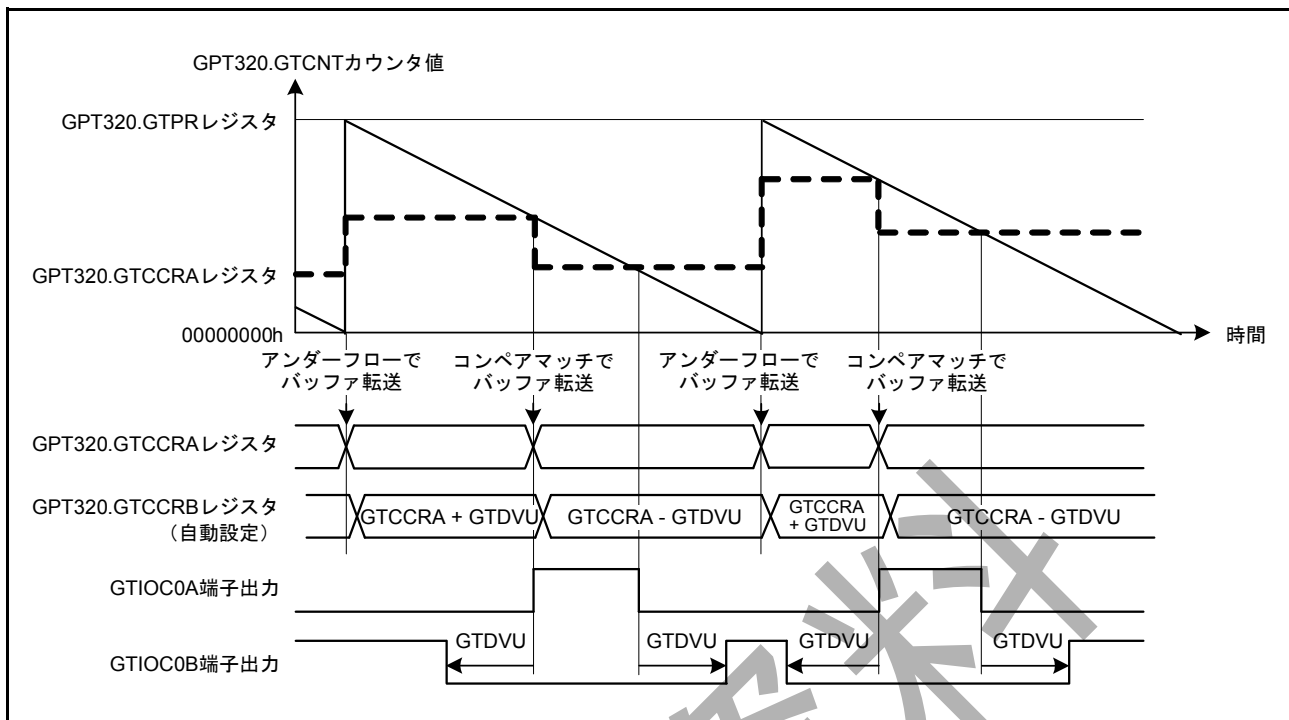 GPT320.GTCNTカウンタ値
GPT320.GTPRレジスタ
GPT320.GTCCRAレジスタ
00000000h
時間
アンダーフローで
バッファ転送
コンペアマッチで
バッファ転送
アンダーフローで
バッファ転送
コンペアマッチで
バッファ転送
GPT320.GTCCRAレジスタ
GPT320.GTCCRBレジスタ
(自動設定)
GTCCRA + GTDVU
GTCCRA - GTDVU
GTCCRA
+ GTDVU
GTCCRA - GTDVU
GTIOC0A端子出力
GTIOC0B端子出力
GTDVU
GTDVU
GTDVU
GTDVU
料